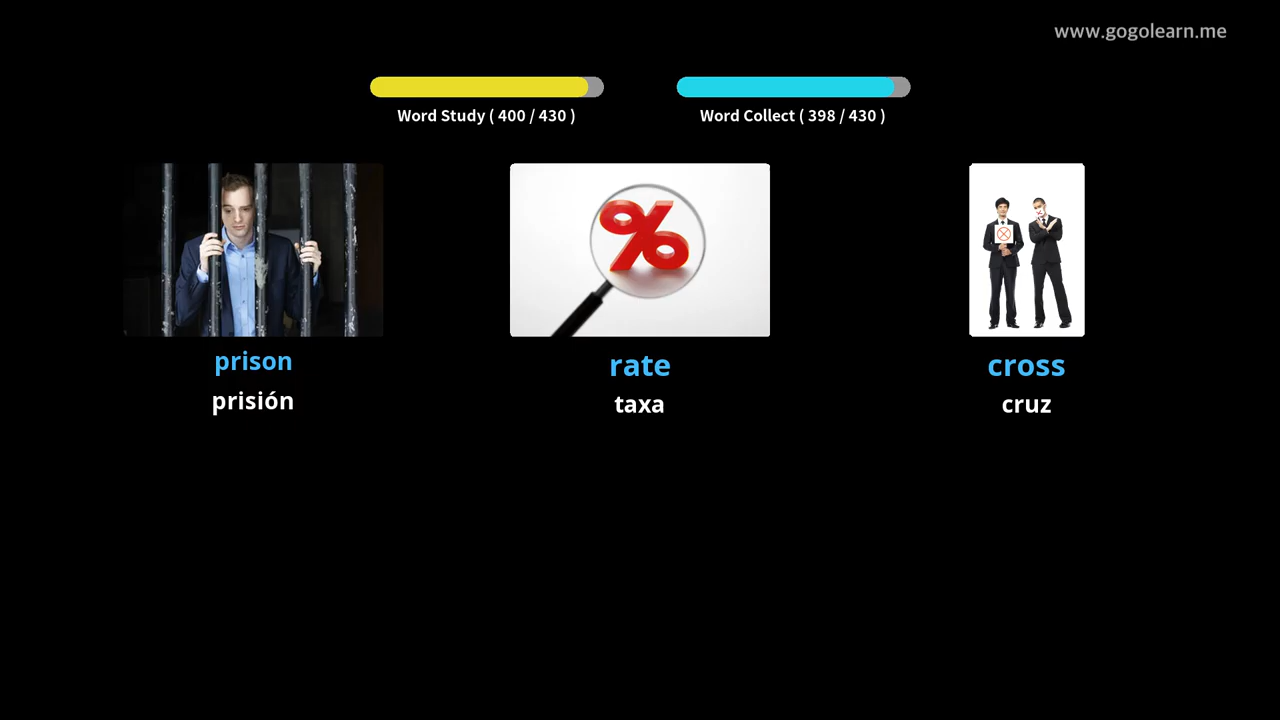 www.gogolearn.me
Word Study ( 400 / 430 )
Word Collect ( 398 / 430 )
prison
prisión
rate
taxa
cross
cruz